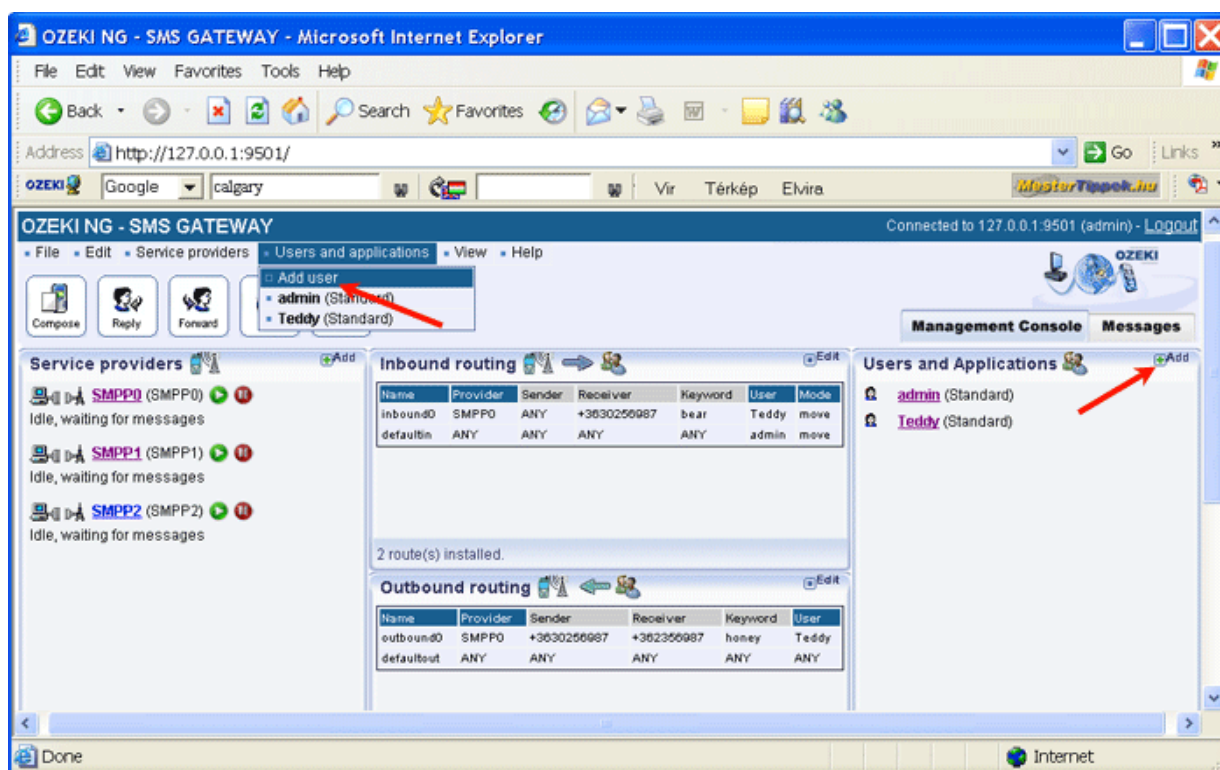 OZEKI NG - SMS GATEWAY - Microsoft Internet Explorer
File Edit View Favorites Tools Help
Back Search Favorites
Address http://127.0.0.1:9501/ Go Links »
OZEKI Google calgary Vir Térkép Elvira MesterTippek.hu
OZEKI NG - SMS GATEWAY Connected to 127.0.0.1:9501 (admin) - Logout
File Edit Service providers Users and applications View Help
OZEKI
Add user
admin (Standard)
Teddy (Standard)
Compose Reply Forward
Management Console Messages
Service providers Add
SMPP0 (SMPP0)
Idle, waiting for messages
SMPP1 (SMPP1)
Idle, waiting for messages
SMPP2 (SMPP2)
Idle, waiting for messages
Inbound routing Edit
Name Provider Sender Receiver Keyword User Mode
inbound0 SMPP0 ANY +3630256987 bear Teddy move
defaultin ANY ANY ANY ANY admin move
2 route(s) installed.
Outbound routing Edit
Name Provider Sender Receiver Keyword User
outbound0 SMPP0 +3630256987 +362356987 honey Teddy
defaultout ANY ANY ANY ANY ANY
Users and Applications Add
admin (Standard)
Teddy (Standard)
Done Internet